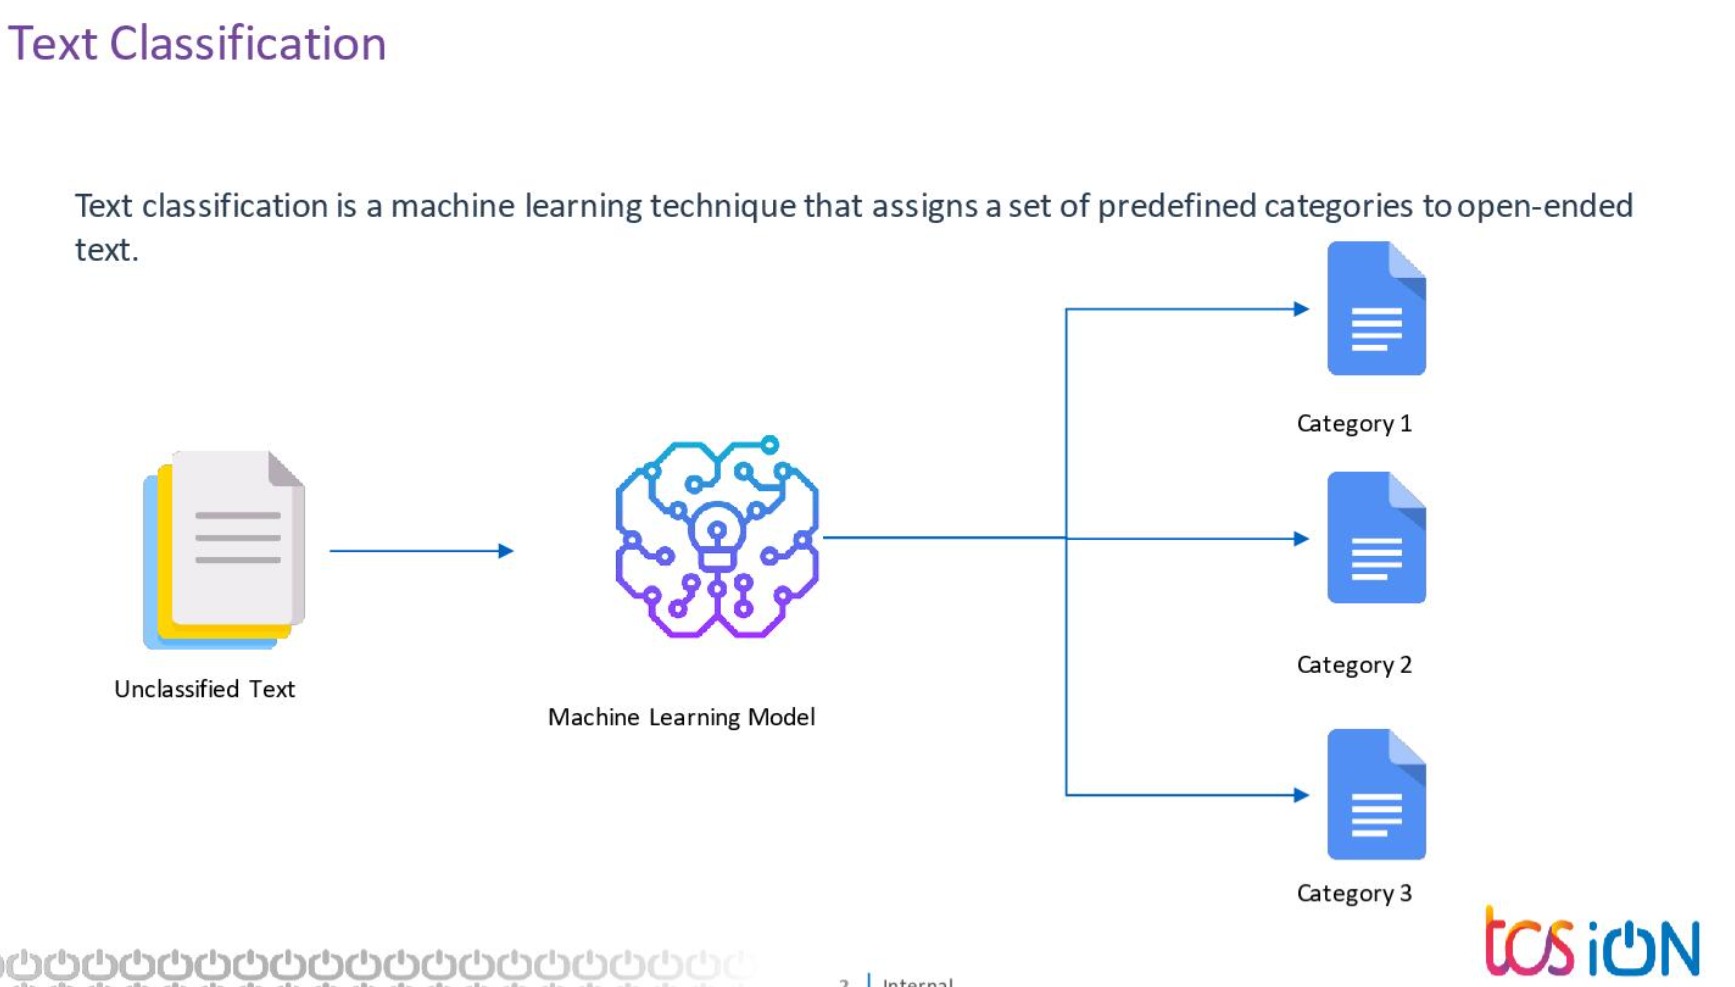 Text Classification
Text classification is a machine learning technique that assigns a set of predefined categories to open-ended
text.
Category 1
Unclassified Text
Machine Learning Model
Category 2
Category 3
tcs iON
2 | Internal